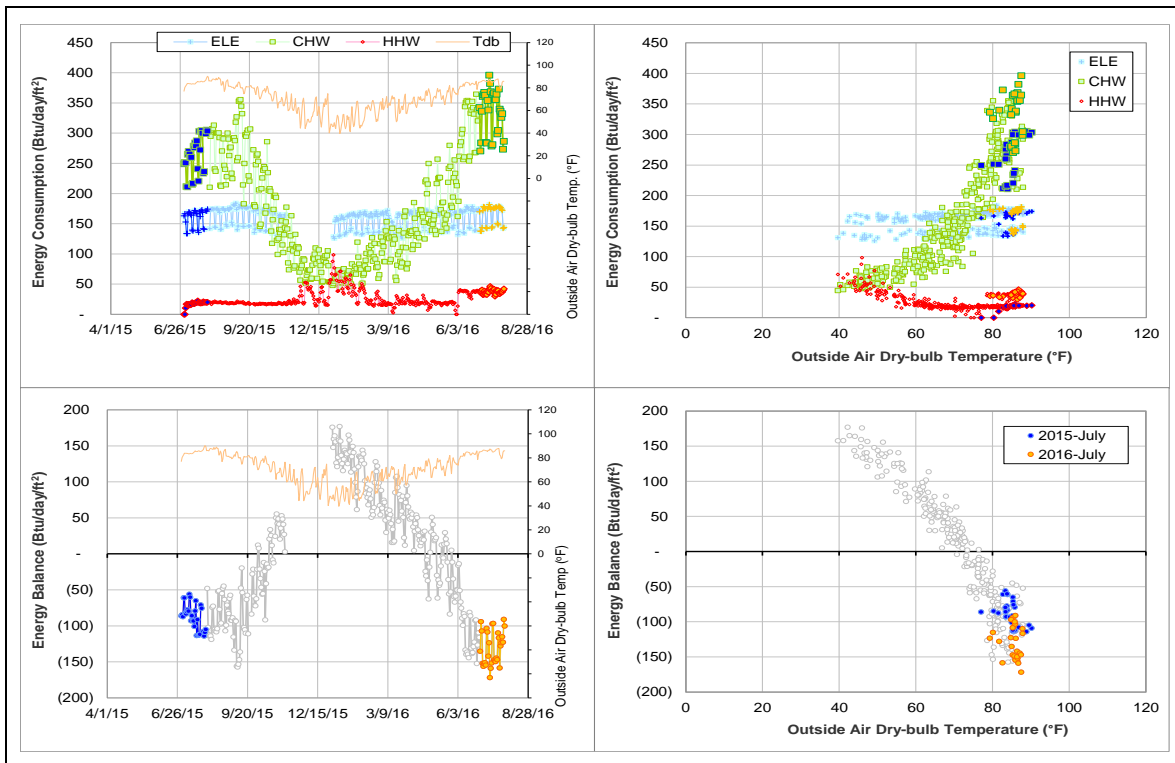 ELE CHW HHW Tdb
Energy Consumption (Btu/day/ft²)
450
400
350
300
250
200
150
100
50
-
120
100
80
60
40
20
0
Outside Air Dry-bulb Temp. (°F)
4/1/15 6/26/15 9/20/15 12/15/15 3/9/16 6/3/16 8/28/16
Energy Consumption (Btu/day/ft²)
450
400
350
300
250
200
150
100
50
-
ELE
CHW
HHW
0 20 40 60 80 100 120
Outside Air Dry-bulb Temperature (°F)
Energy Balance (Btu/day/ft²)
200
150
100
50
-
(50)
(100)
(150)
(200)
120
100
80
60
40
20
0
Outside Air Dry-bulb Temp (°F)
4/1/15 6/26/15 9/20/15 12/15/15 3/9/16 6/3/16 8/28/16
Energy Balance (Btu/day/ft²)
200
150
100
50
-
(50)
(100)
(150)
(200)
2015-July
2016-July
0 20 40 60 80 100 120
Outside Air Dry-bulb Temperature (°F)